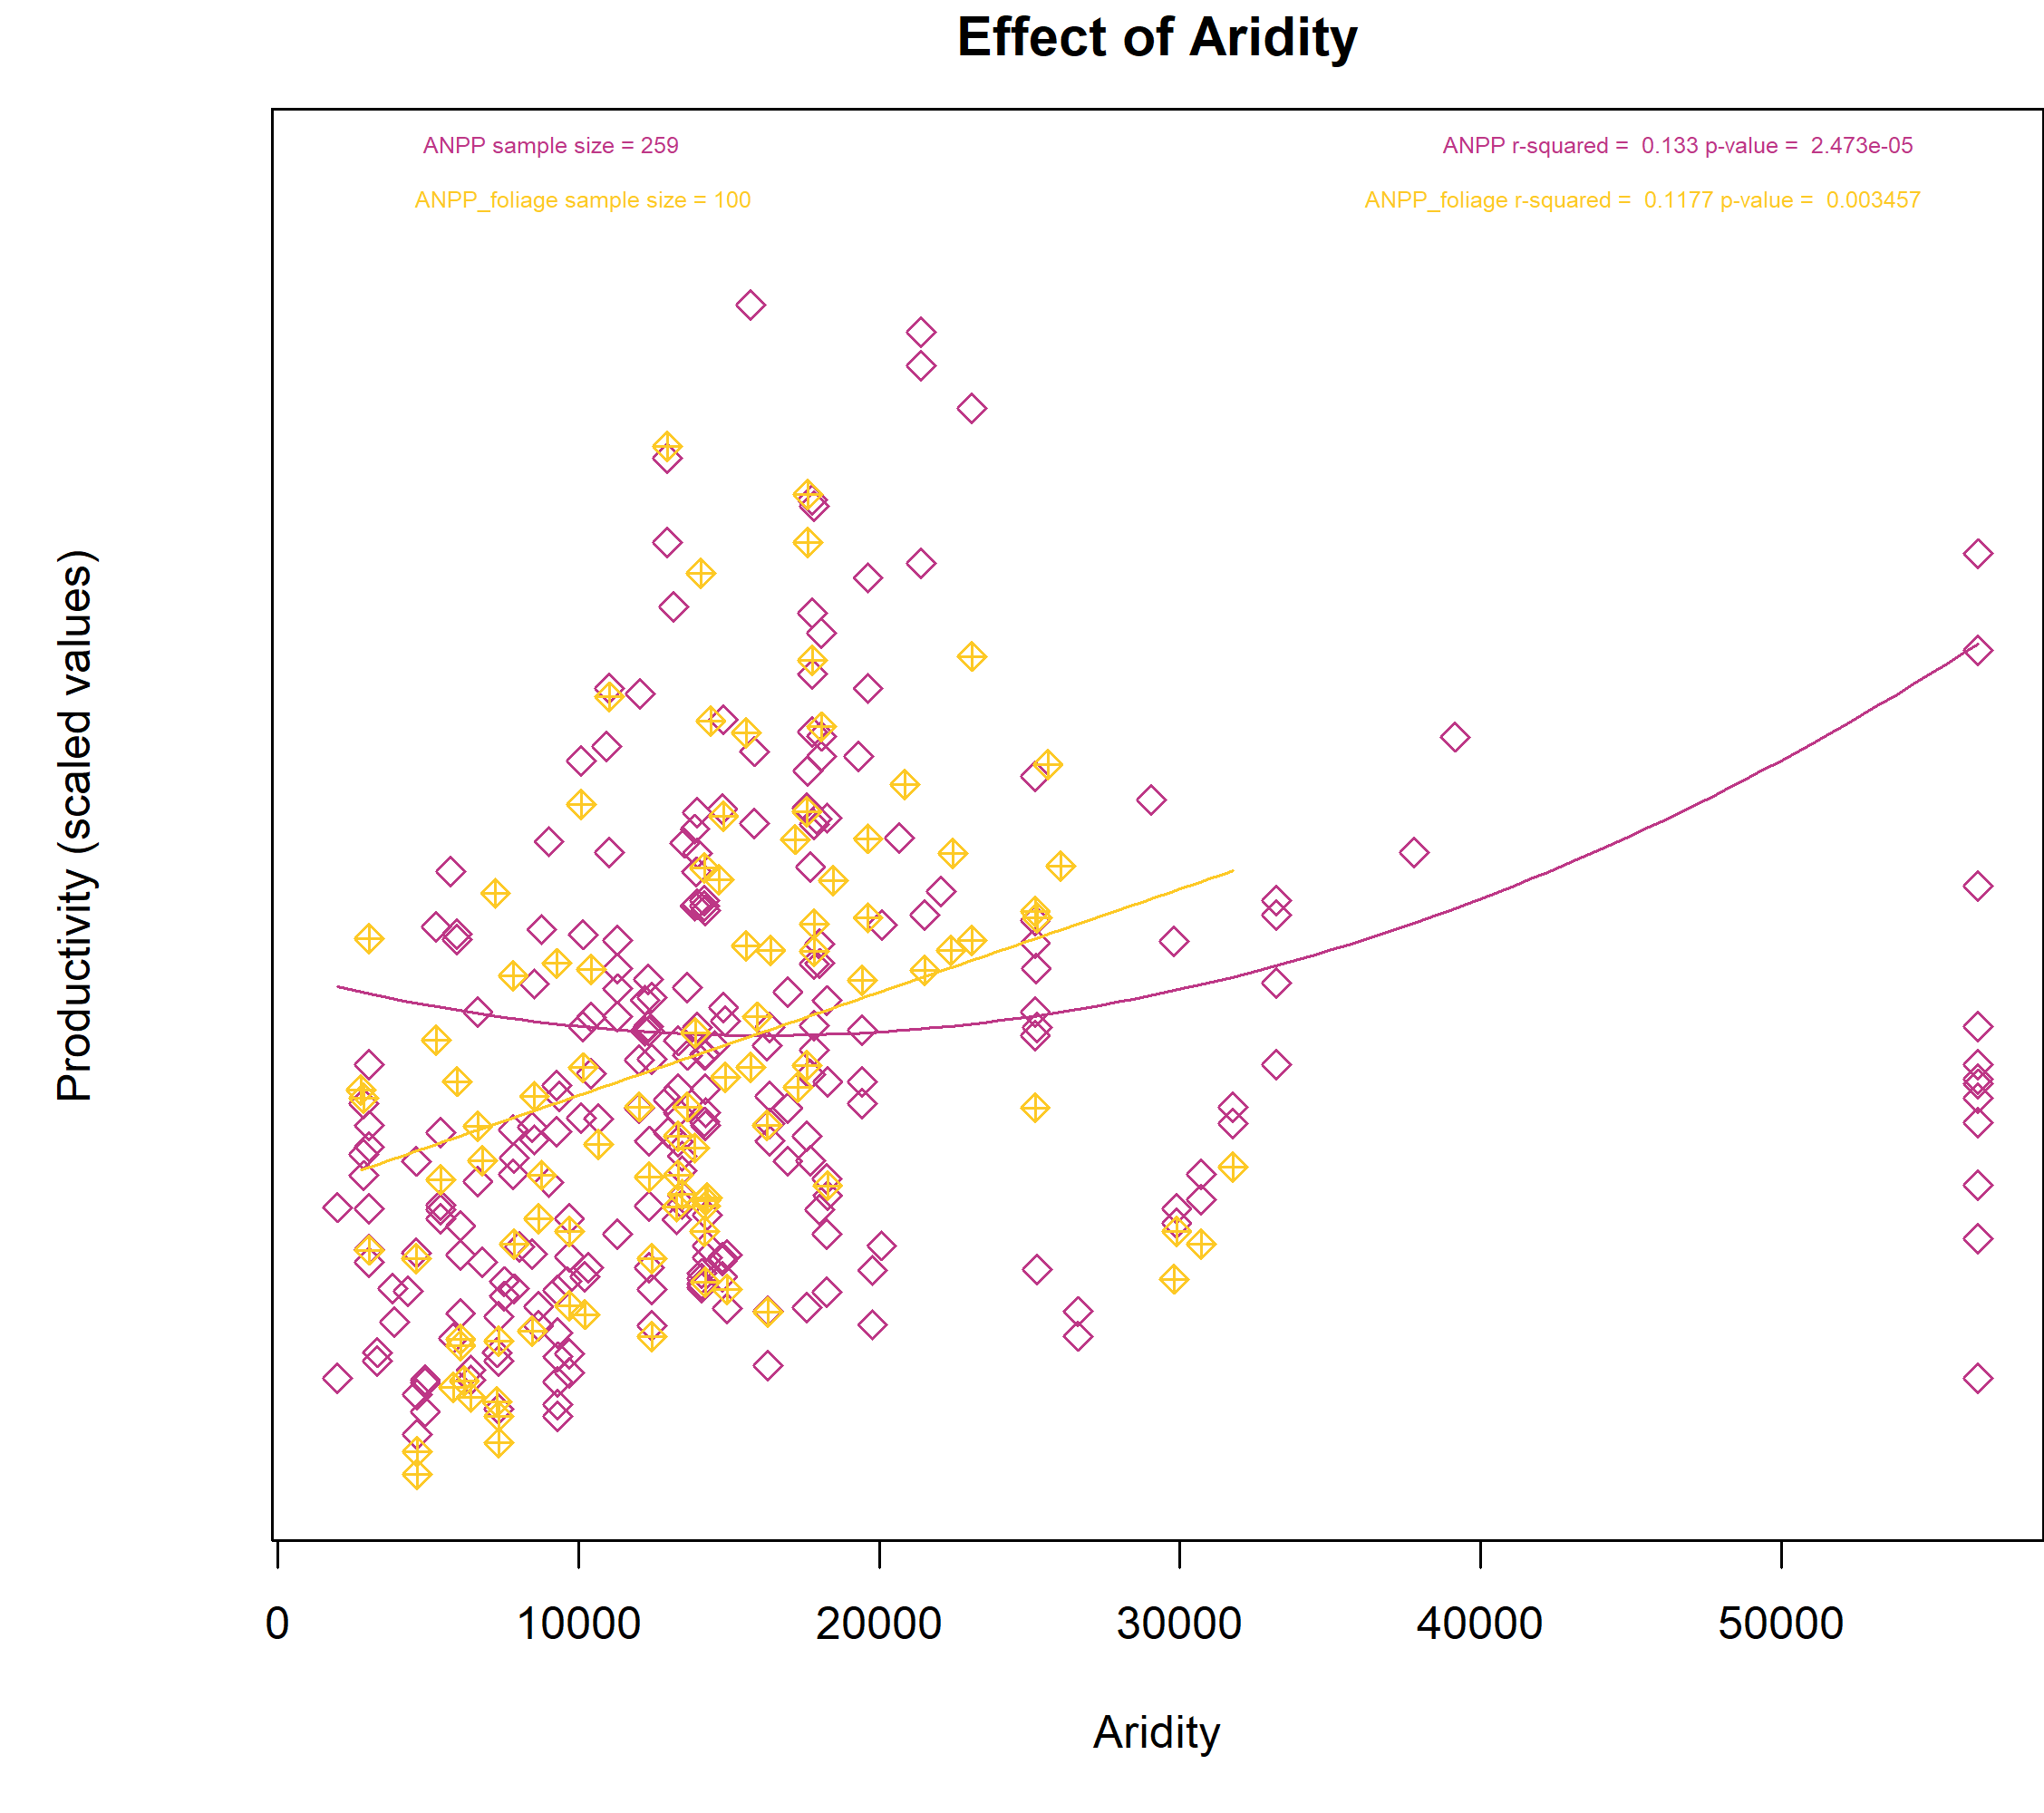 Effect of Aridity
ANPP sample size = 259
ANPP r-squared =  0.133 p-value =  2.473e-05
ANPP_foliage sample size = 100
ANPP_foliage r-squared =  0.1177 p-value =  0.003457
Productivity (scaled values)
0 10000 20000 30000 40000 50000
Aridity